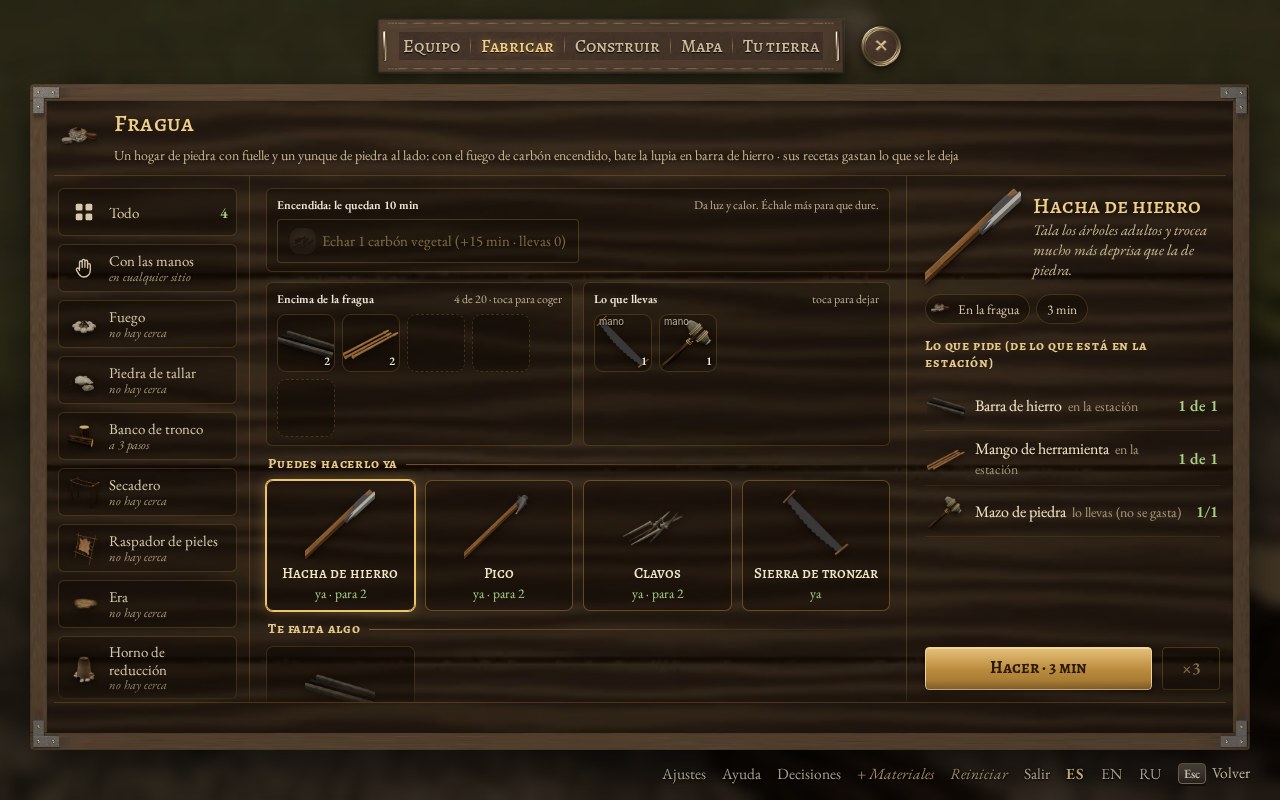 Equipo Fabricar Construir Mapa Tu tierra
Fragua
Un hogar de piedra con fuelle y un yunque de piedra al lado: con el fuego de carbón encendido, bate la lupia en barra de hierro · sus recetas gastan lo que se le deja
Todo 4
Con las manos
en cualquier sitio
Fuego
no hay cerca
Piedra de tallar
no hay cerca
Banco de tronco
a 3 pasos
Secadero
no hay cerca
Raspador de pieles
no hay cerca
Era
no hay cerca
Horno de
reducción
no hay cerca
Encendida: le quedan 10 min Da luz y calor. Échale más para que dure.
Echar 1 carbón vegetal (+15 min · llevas 0)
Encima de la fragua 4 de 20 · toca para coger
2 2
Lo que llevas toca para dejar
mano mano
1 1
Puedes hacerlo ya
Hacha de hierro
ya · para 2
Pico
ya · para 2
Clavos
ya · para 2
Sierra de tronzar
ya
Te falta algo
Hacha de hierro
Tala los árboles adultos y trocea
mucho más deprisa que la de
piedra.
En la fragua 3 min
Lo que pide (de lo que está en la
estación)
Barra de hierro en la estación 1 de 1
Mango de herramienta en la
estación 1 de 1
Mazo de piedra lo llevas (no se gasta) 1/1
Hacer · 3 min ×3
Ajustes Ayuda Decisiones + Materiales Reiniciar Salir ES EN RU Esc Volver